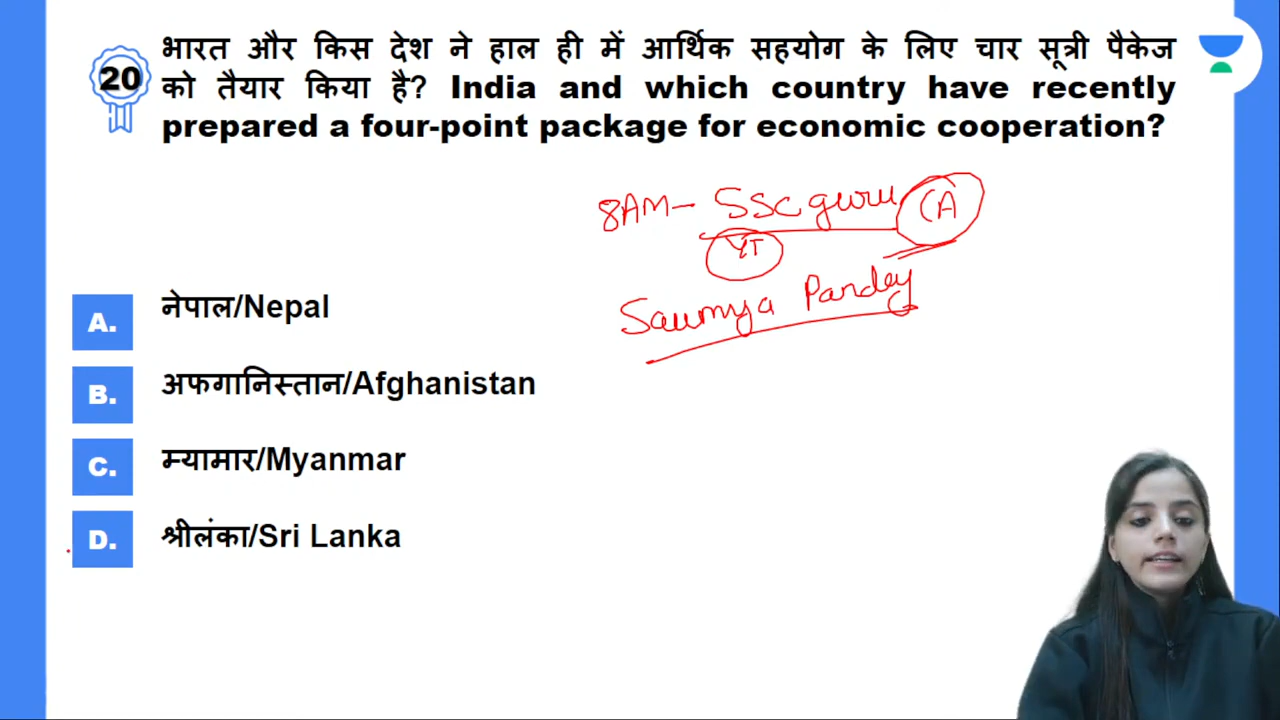 20
भारत और किस देश ने हाल ही में आर्थिक सहयोग के लिए चार सूत्री पैकेज
को तैयार किया है? India and which country have recently
prepared a four-point package for economic cooperation?
8AM- SSC guru CA
YT
Saumya Pandey
A. नेपाल/Nepal
B. अफगानिस्तान/Afghanistan
C. म्यामार/Myanmar
D. श्रीलंका/Sri Lanka